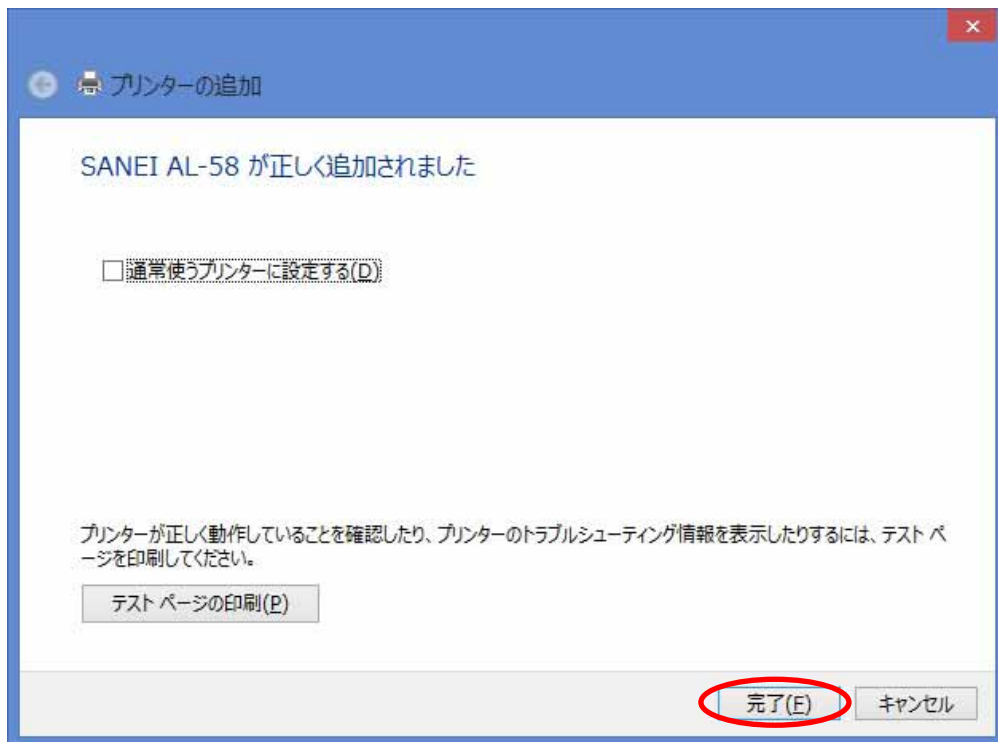 プリンターの追加
SANEI AL-58 が正しく追加されました
通常使うプリンターに設定する(D)
プリンターが正しく動作していることを確認したり、プリンターのトラブルシューティング情報を表示したりするには、テスト ペ
ージを印刷してください。
テスト ページの印刷(P)
完了(F)
キャンセル